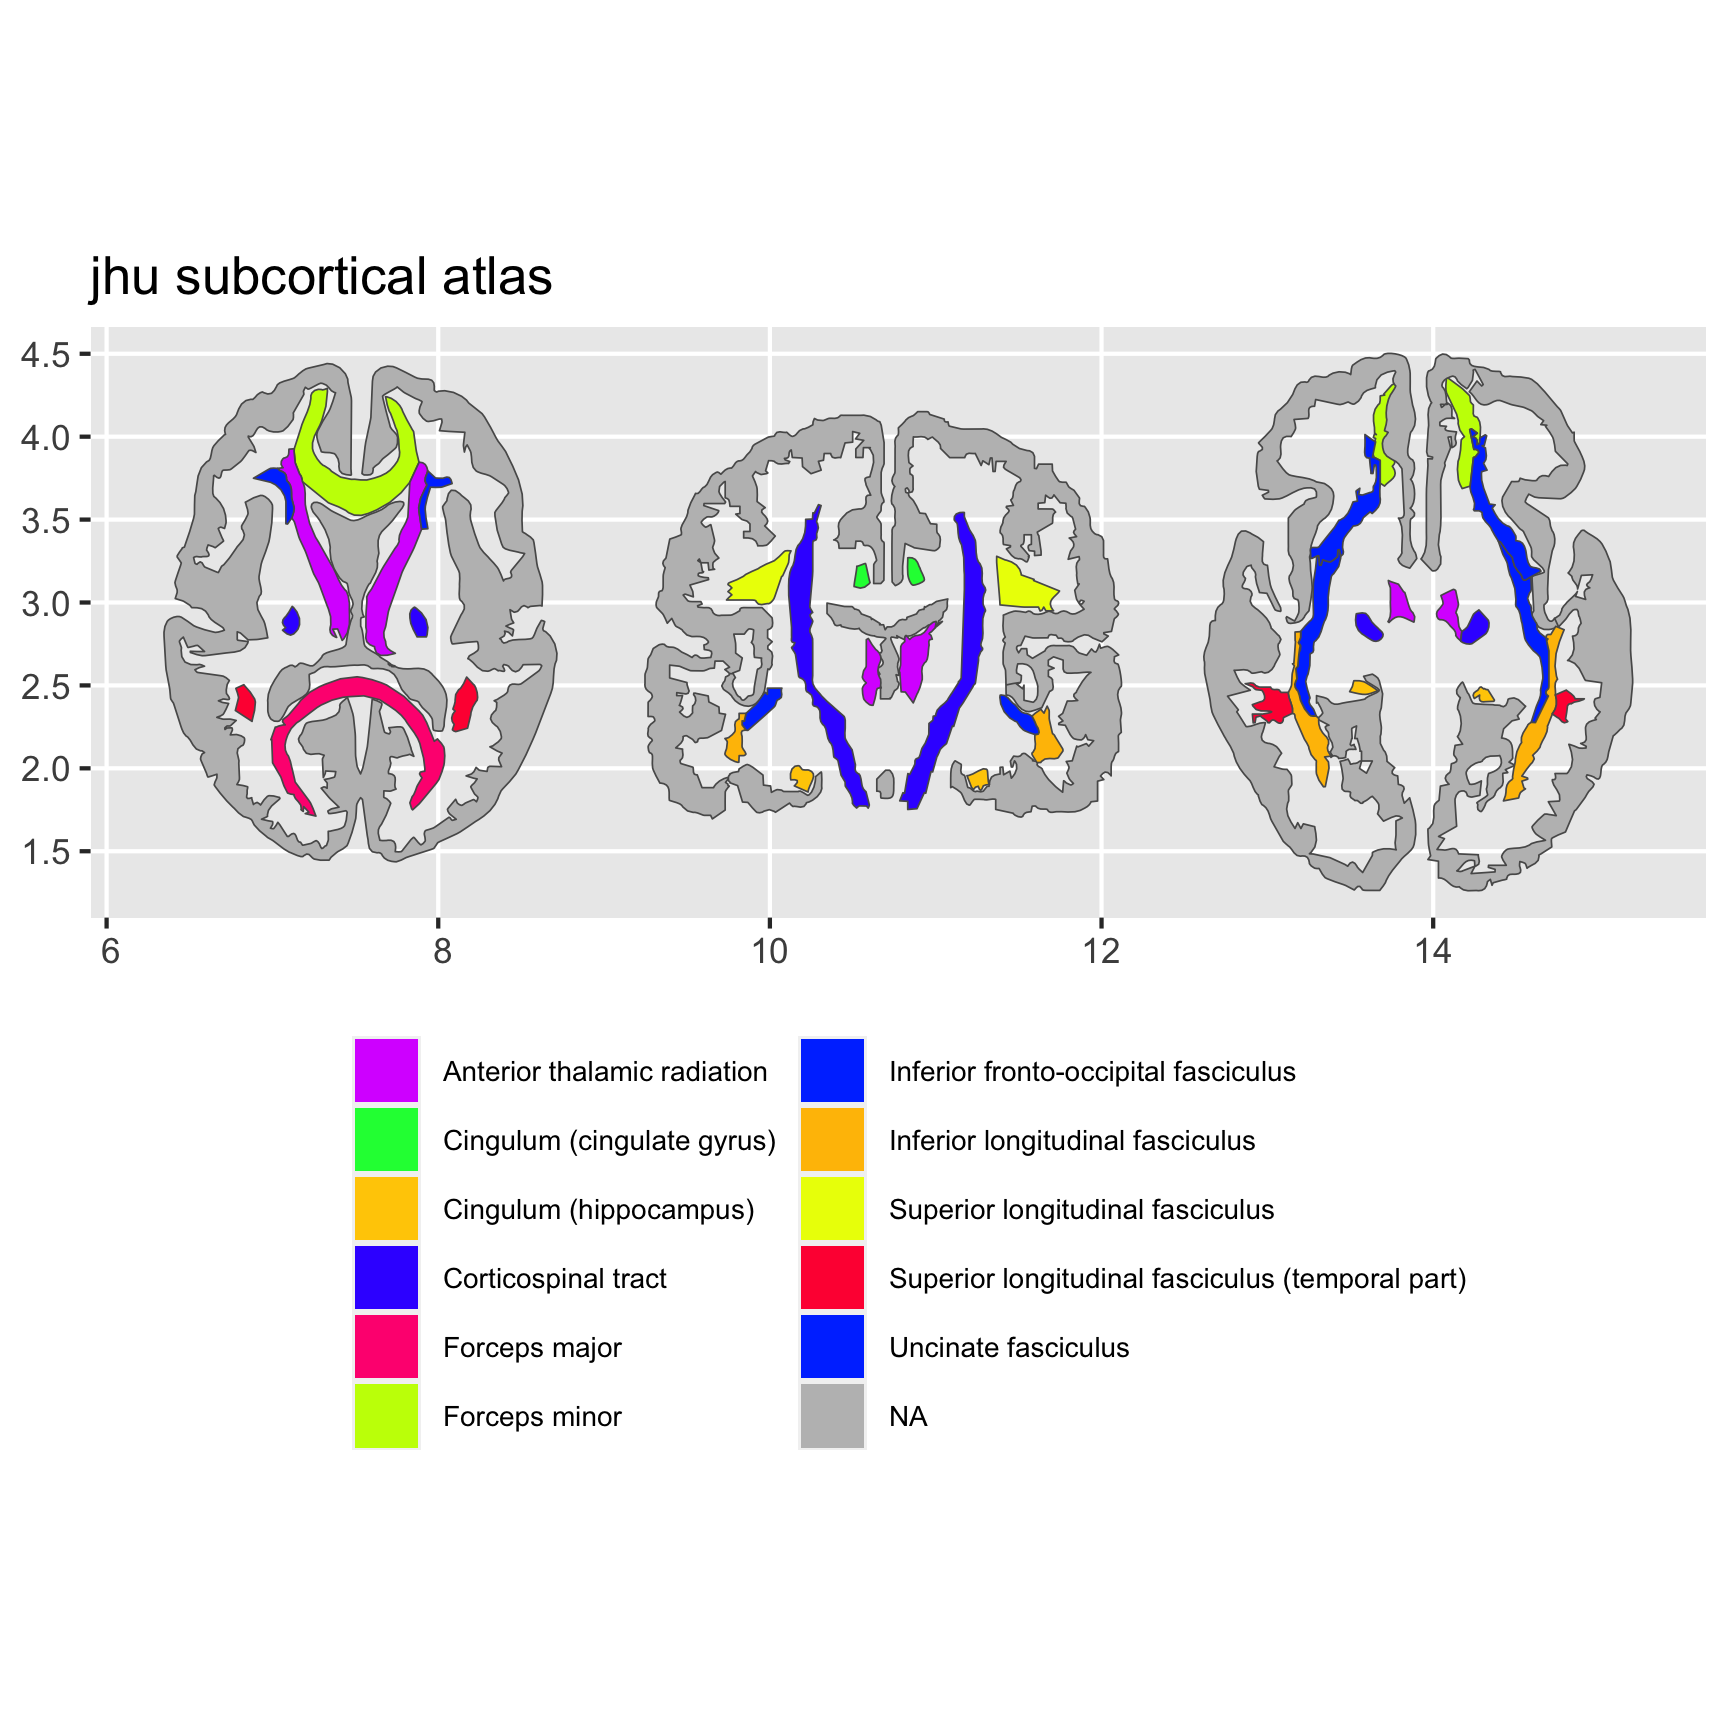 jhu subcortical atlas
4.5
4.0
3.5
3.0
2.5
2.0
1.5
6 8 10 12 14
Anterior thalamic radiation
Cingulum (cingulate gyrus)
Cingulum (hippocampus)
Corticospinal tract
Forceps major
Forceps minor
Inferior fronto-occipital fasciculus
Inferior longitudinal fasciculus
Superior longitudinal fasciculus
Superior longitudinal fasciculus (temporal part)
Uncinate fasciculus
NA